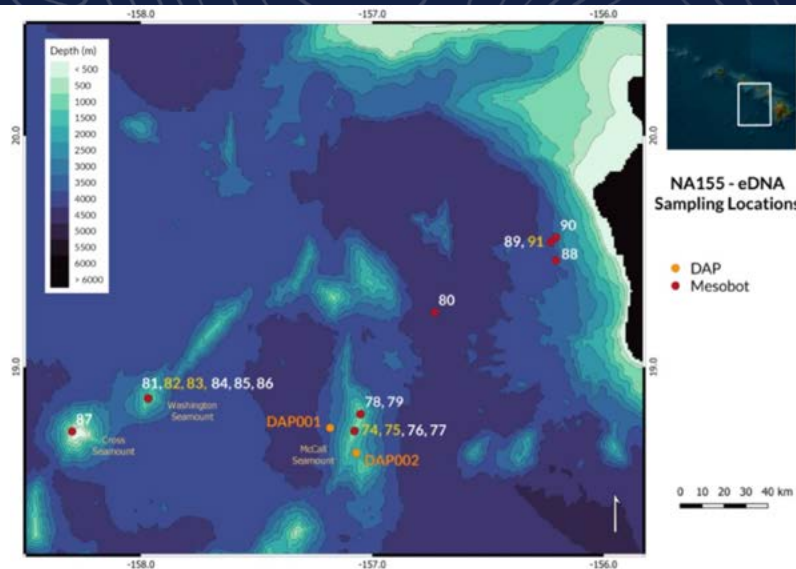 -158.0
-157.0
-156.0
Depth (m)
< 500
500
1000
1500
2000
2500
3000
3500
4000
4500
5000
5500
> 6000
20.0
20.0
NA155 - eDNA
Sampling Locations
DAP
Mesobot
90
89, 91
88
80
19.0
19.0
81, 82, 83, 84, 85, 86
Washington
Seamount
78, 79
87
DAP001
74, 75, 76, 77
Cross
Seamount
McCall
Seamount
DAP002
0 10 20 30 40 km
-158.0
-157.0
-156.0